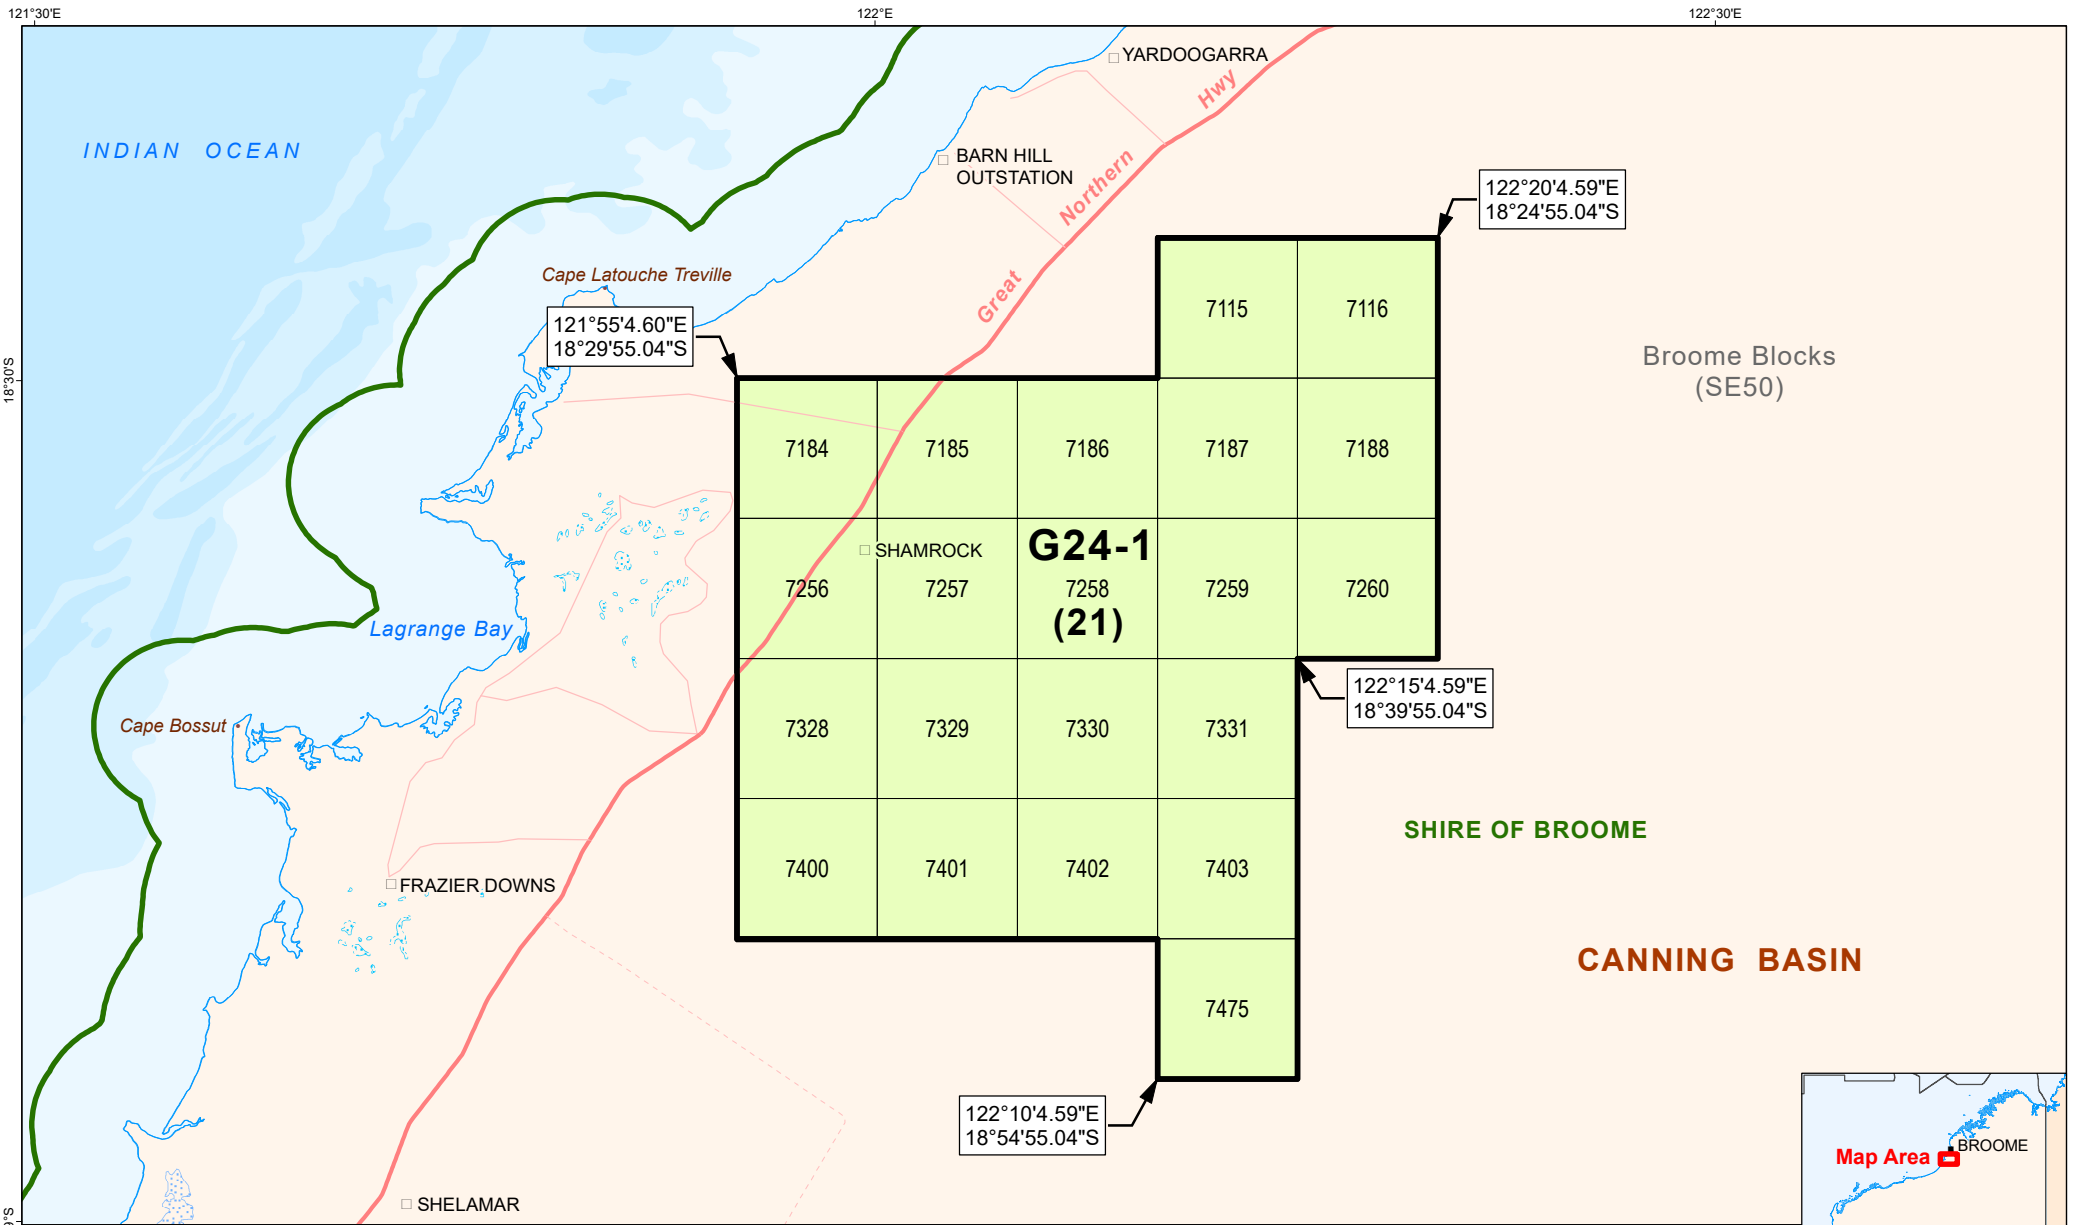 121°30'E
122°E
122°30'E
YARDOOGARRA
Great Northern Hwy
INDIAN OCEAN
BARN HILL
OUTSTATION
122°20'4.59"E
18°24'55.04"S
Cape Latouche Treville
121°55'4.60"E
18°29'55.04"S
7115
7116
Broome Blocks
(SE50)
18°30'S
7184
7185
7186
7187
7188
SHAMROCK
G24-1
7256
7257
7258
7259
7260
(21)
Lagrange Bay
122°15'4.59"E
18°39'55.04"S
Cape Bossut
7328
7329
7330
7331
SHIRE OF BROOME
7400
7401
7402
7403
FRAZIER DOWNS
CANNING BASIN
7475
122°10'4.59"E
18°54'55.04"S
BROOME
Map Area
SHELAMAR